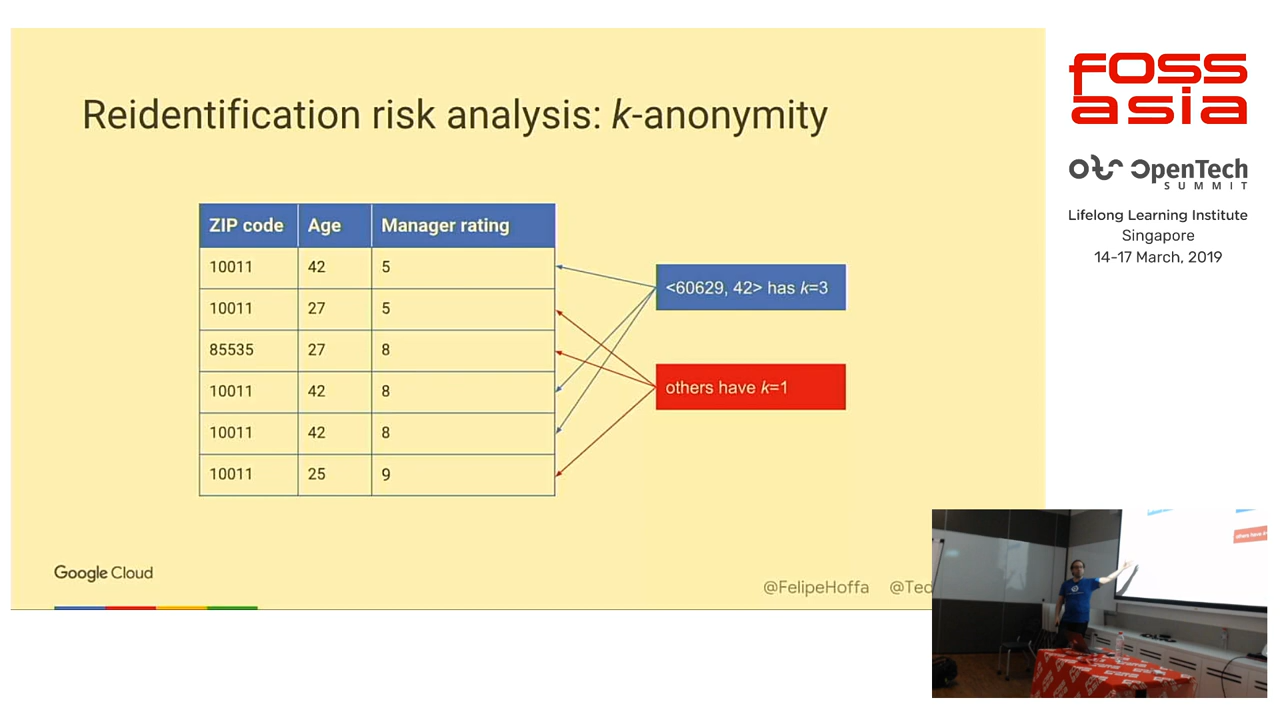 Reidentification risk analysis: k-anonymity
ZIP code Age Manager rating
10011 42 5
10011 27 5
85535 27 8
10011 42 8
10011 42 8
10011 25 9
<60629, 42> has k=3
others have k=1
Google Cloud
@FelipeHoffa @Ted
FOSS
asia
OpenTech
SUMMIT
Lifelong Learning Institute
Singapore
14-17 March, 2019